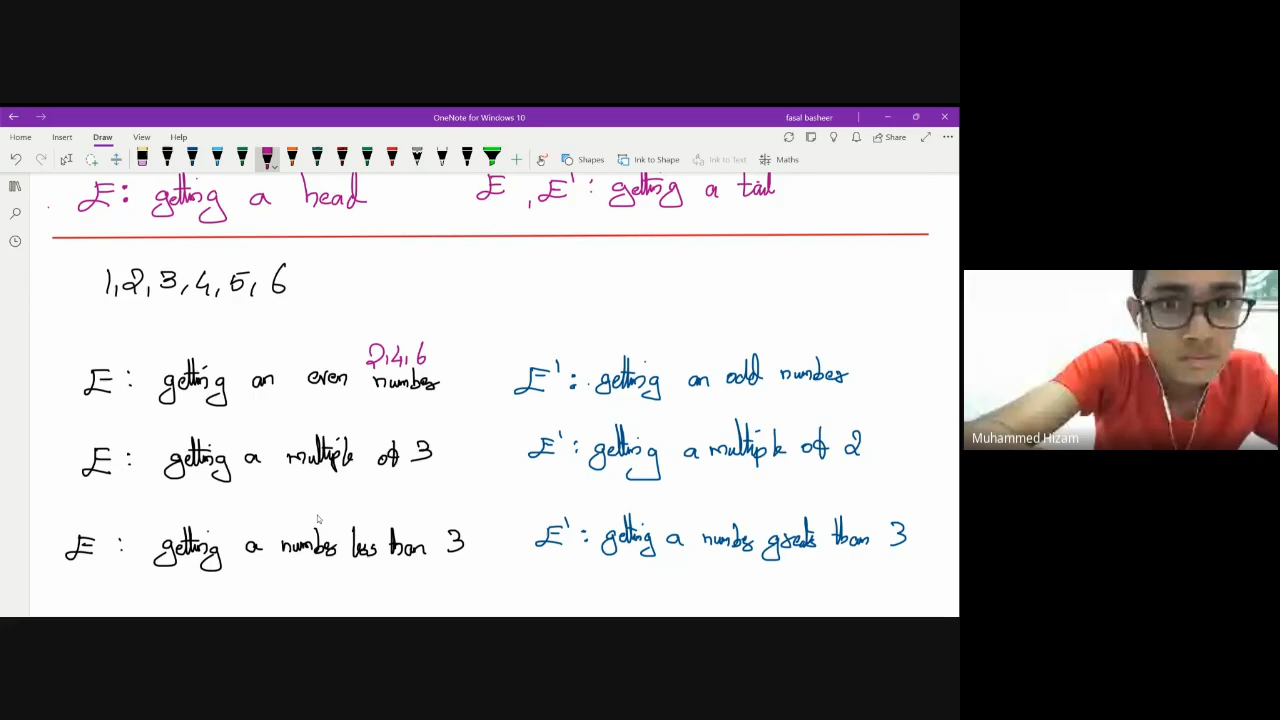 OneNote for Windows 10
fasal basheer
Home Insert Draw View Help
Share
Shapes Ink to Shape Ink to Text Maths
E: getting a head E, E': getting a tail
1,2,3,4,5,6
2,4,6
E: getting an even number E': getting an odd number
E: getting a multiple of 3 E': getting a multiple of 2
E: getting a number less than 3 E': getting a number greater than 3
Muhammed Hizam